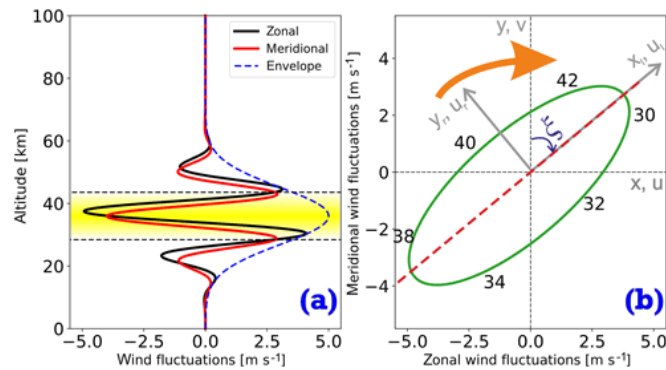 100
80
60
40
20
0
Altitude [km]
−5.0
−2.5
0.0
2.5
5.0
Wind fluctuations [m s⁻¹]
Zonal
Meridional
Envelope
(a)
y, v
4
2
0
−2
−4
Meridional wind fluctuations [m s⁻¹]
−5.0
−2.5
0.0
2.5
5.0
Zonal wind fluctuations [m s⁻¹]
42
30
40
32
38
34
ξ
x, u
(b)